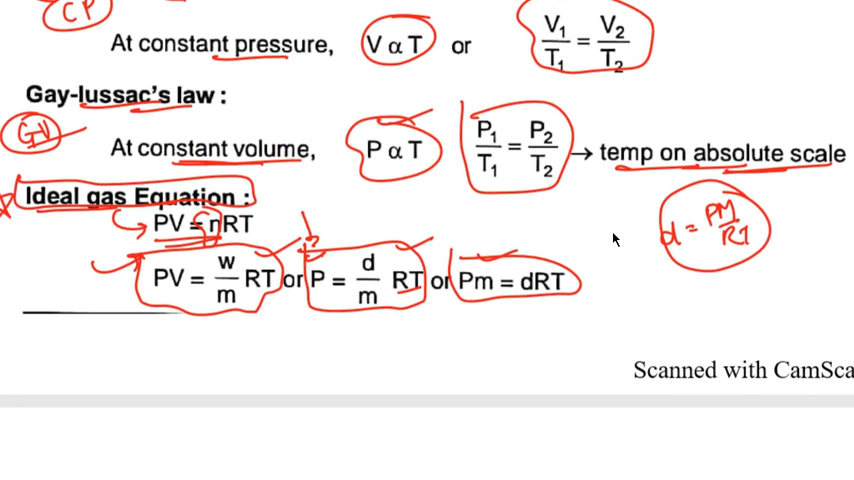 CP
At constant pressure, V α T or V₁/T₁ = V₂/T₂
Gay-lussac's law :
GV
At constant volume, P α T P₁/T₁ = P₂/T₂ → temp on absolute scale
Ideal gas Equation :
PV = nRT
d = PM/RT
PV = w/m RT or P = d/m RT or Pm = dRT
Scanned with CamSca